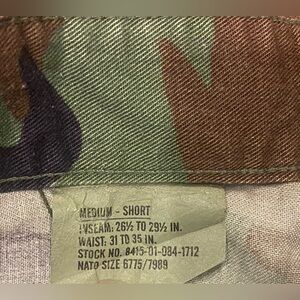 MEDIUM - SHORT
INSEAM: 26½ TO 29½ IN.
WAIST: 31 TO 35 IN.
STOCK NO. 8415-01-084-1712
NATO SIZE 6775/7989